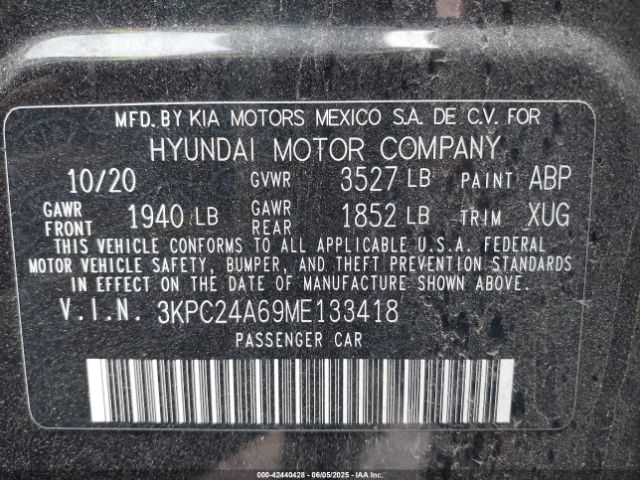 MFD. BY KIA MOTORS MEXICO S.A. DE C.V. FOR
HYUNDAI MOTOR COMPANY
10/20 GVWR 3527 LB PAINT ABP
GAWR FRONT 1940 LB GAWR REAR 1852 LB TRIM XUG
THIS VEHICLE CONFORMS TO ALL APPLICABLE U.S.A. FEDERAL
MOTOR VEHICLE SAFETY, BUMPER, AND THEFT PREVENTION STANDARDS
IN EFFECT ON THE DATE OF MANUFACTURE SHOWN ABOVE.
V.I.N. 3KPC24A69ME133418
PASSENGER CAR
000-42440428 - 06/05/2025 - IAA Inc.